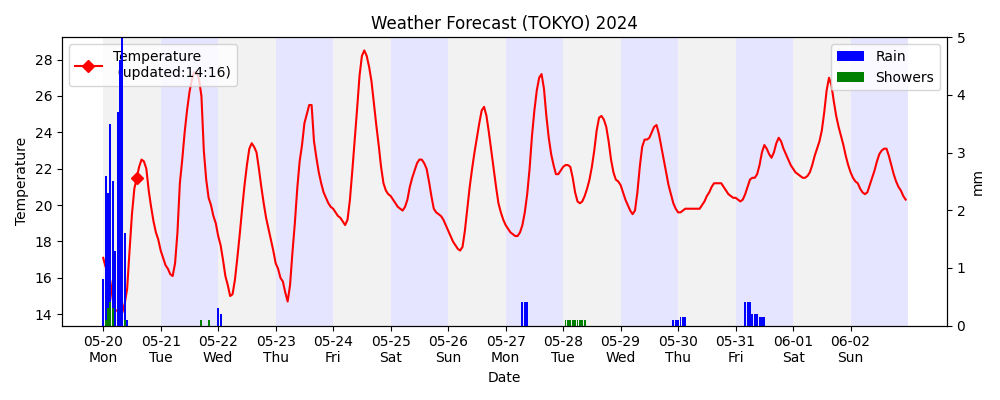 Weather Forecast (TOKYO) 2024
Temperature
(updated:14:16)
Rain
Showers
Temperature
28
26
24
22
20
18
16
14
5
4
3
2
1
0
mm
05-20 05-21 05-22 05-23 05-24 05-25 05-26 05-27 05-28 05-29 05-30 05-31 06-01 06-02
Mon Tue Wed Thu Fri Sat Sun Mon Tue Wed Thu Fri Sat Sun
Date